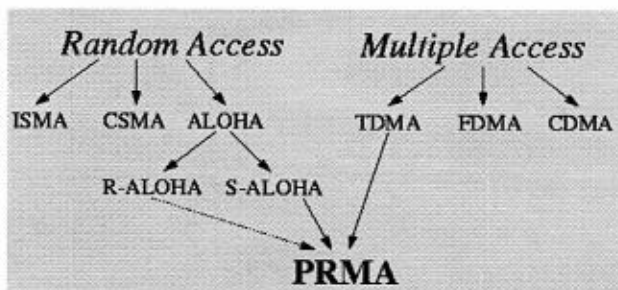 Random Access Multiple Access
ISMA CSMA ALOHA TDMA FDMA CDMA
R-ALOHA S-ALOHA
PRMA